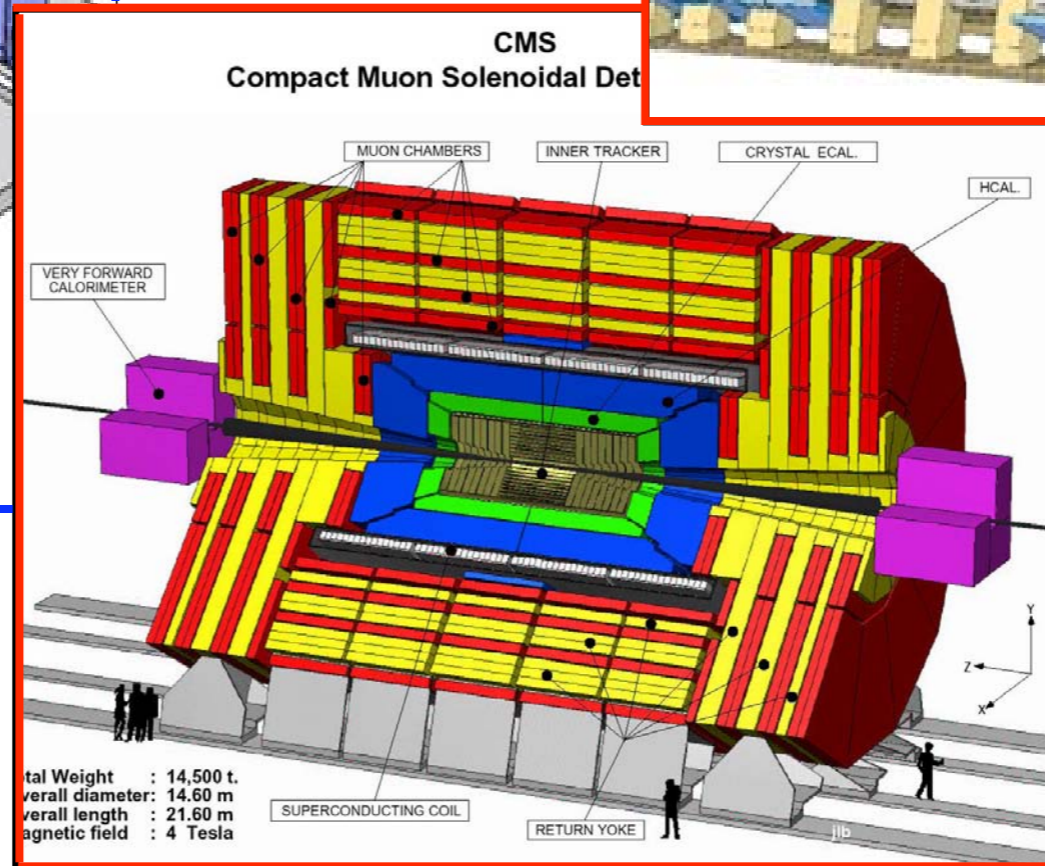 CMS
Compact Muon Solenoidal Det
MUON CHAMBERS
INNER TRACKER
CRYSTAL ECAL.
HCAL.
VERY FORWARD
CALORIMETER
Y
Z
X
otal Weight : 14,500 t.
verall diameter: 14.60 m
verall length : 21.60 m
agnetic field : 4 Tesla
SUPERCONDUCTING COIL
RETURN YOKE
jlb